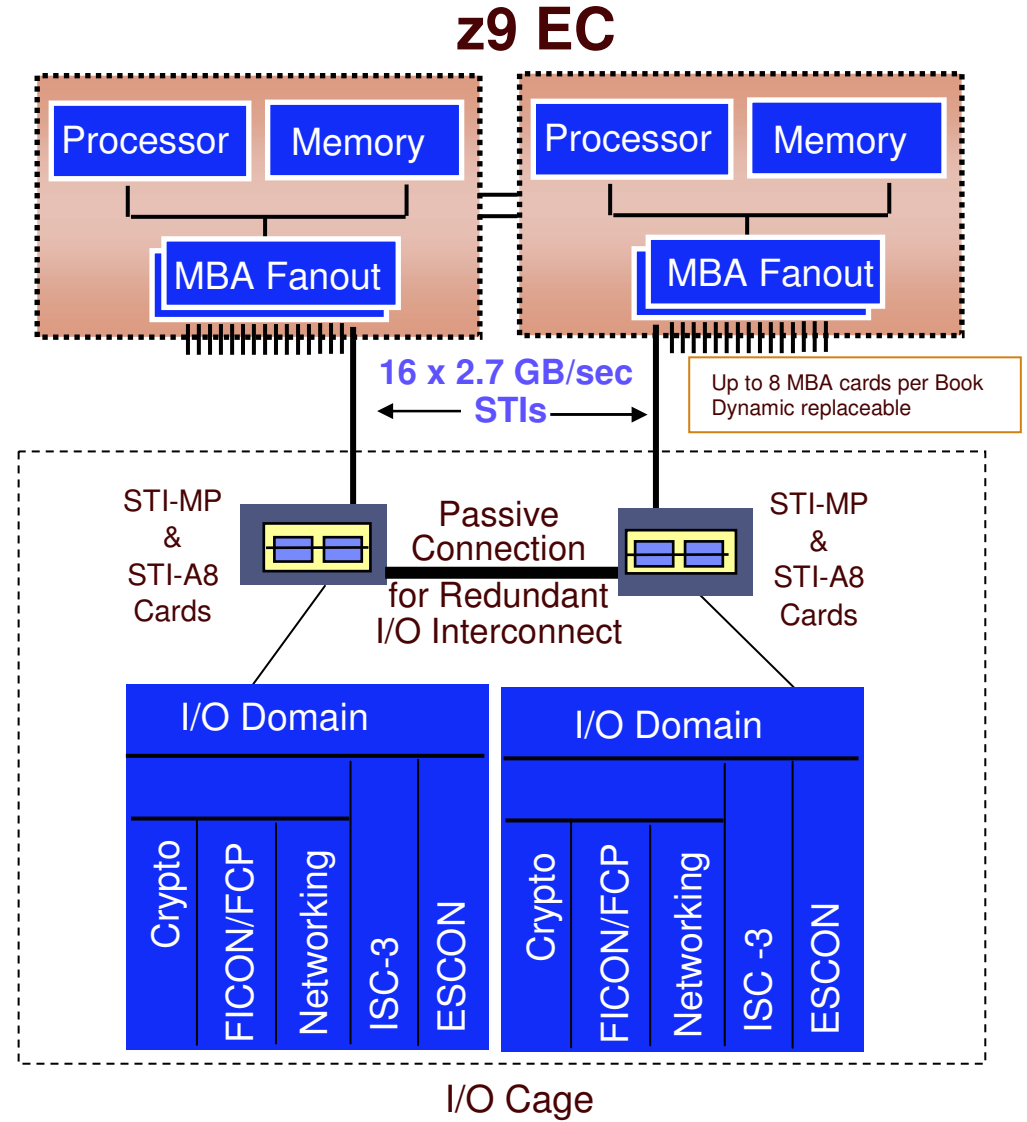 z9 EC
Processor
Memory
MBA Fanout
Processor
Memory
MBA Fanout
16 x 2.7 GB/sec
STIs
Up to 8 MBA cards per Book
Dynamic replaceable
STI-MP
&
STI-A8
Cards
Passive
Connection
for Redundant
I/O Interconnect
STI-MP
&
STI-A8
Cards
I/O Domain
Crypto
FICON/FCP
Networking
ISC-3
ESCON
I/O Domain
Crypto
FICON/FCP
Networking
ISC -3
ESCON
I/O Cage